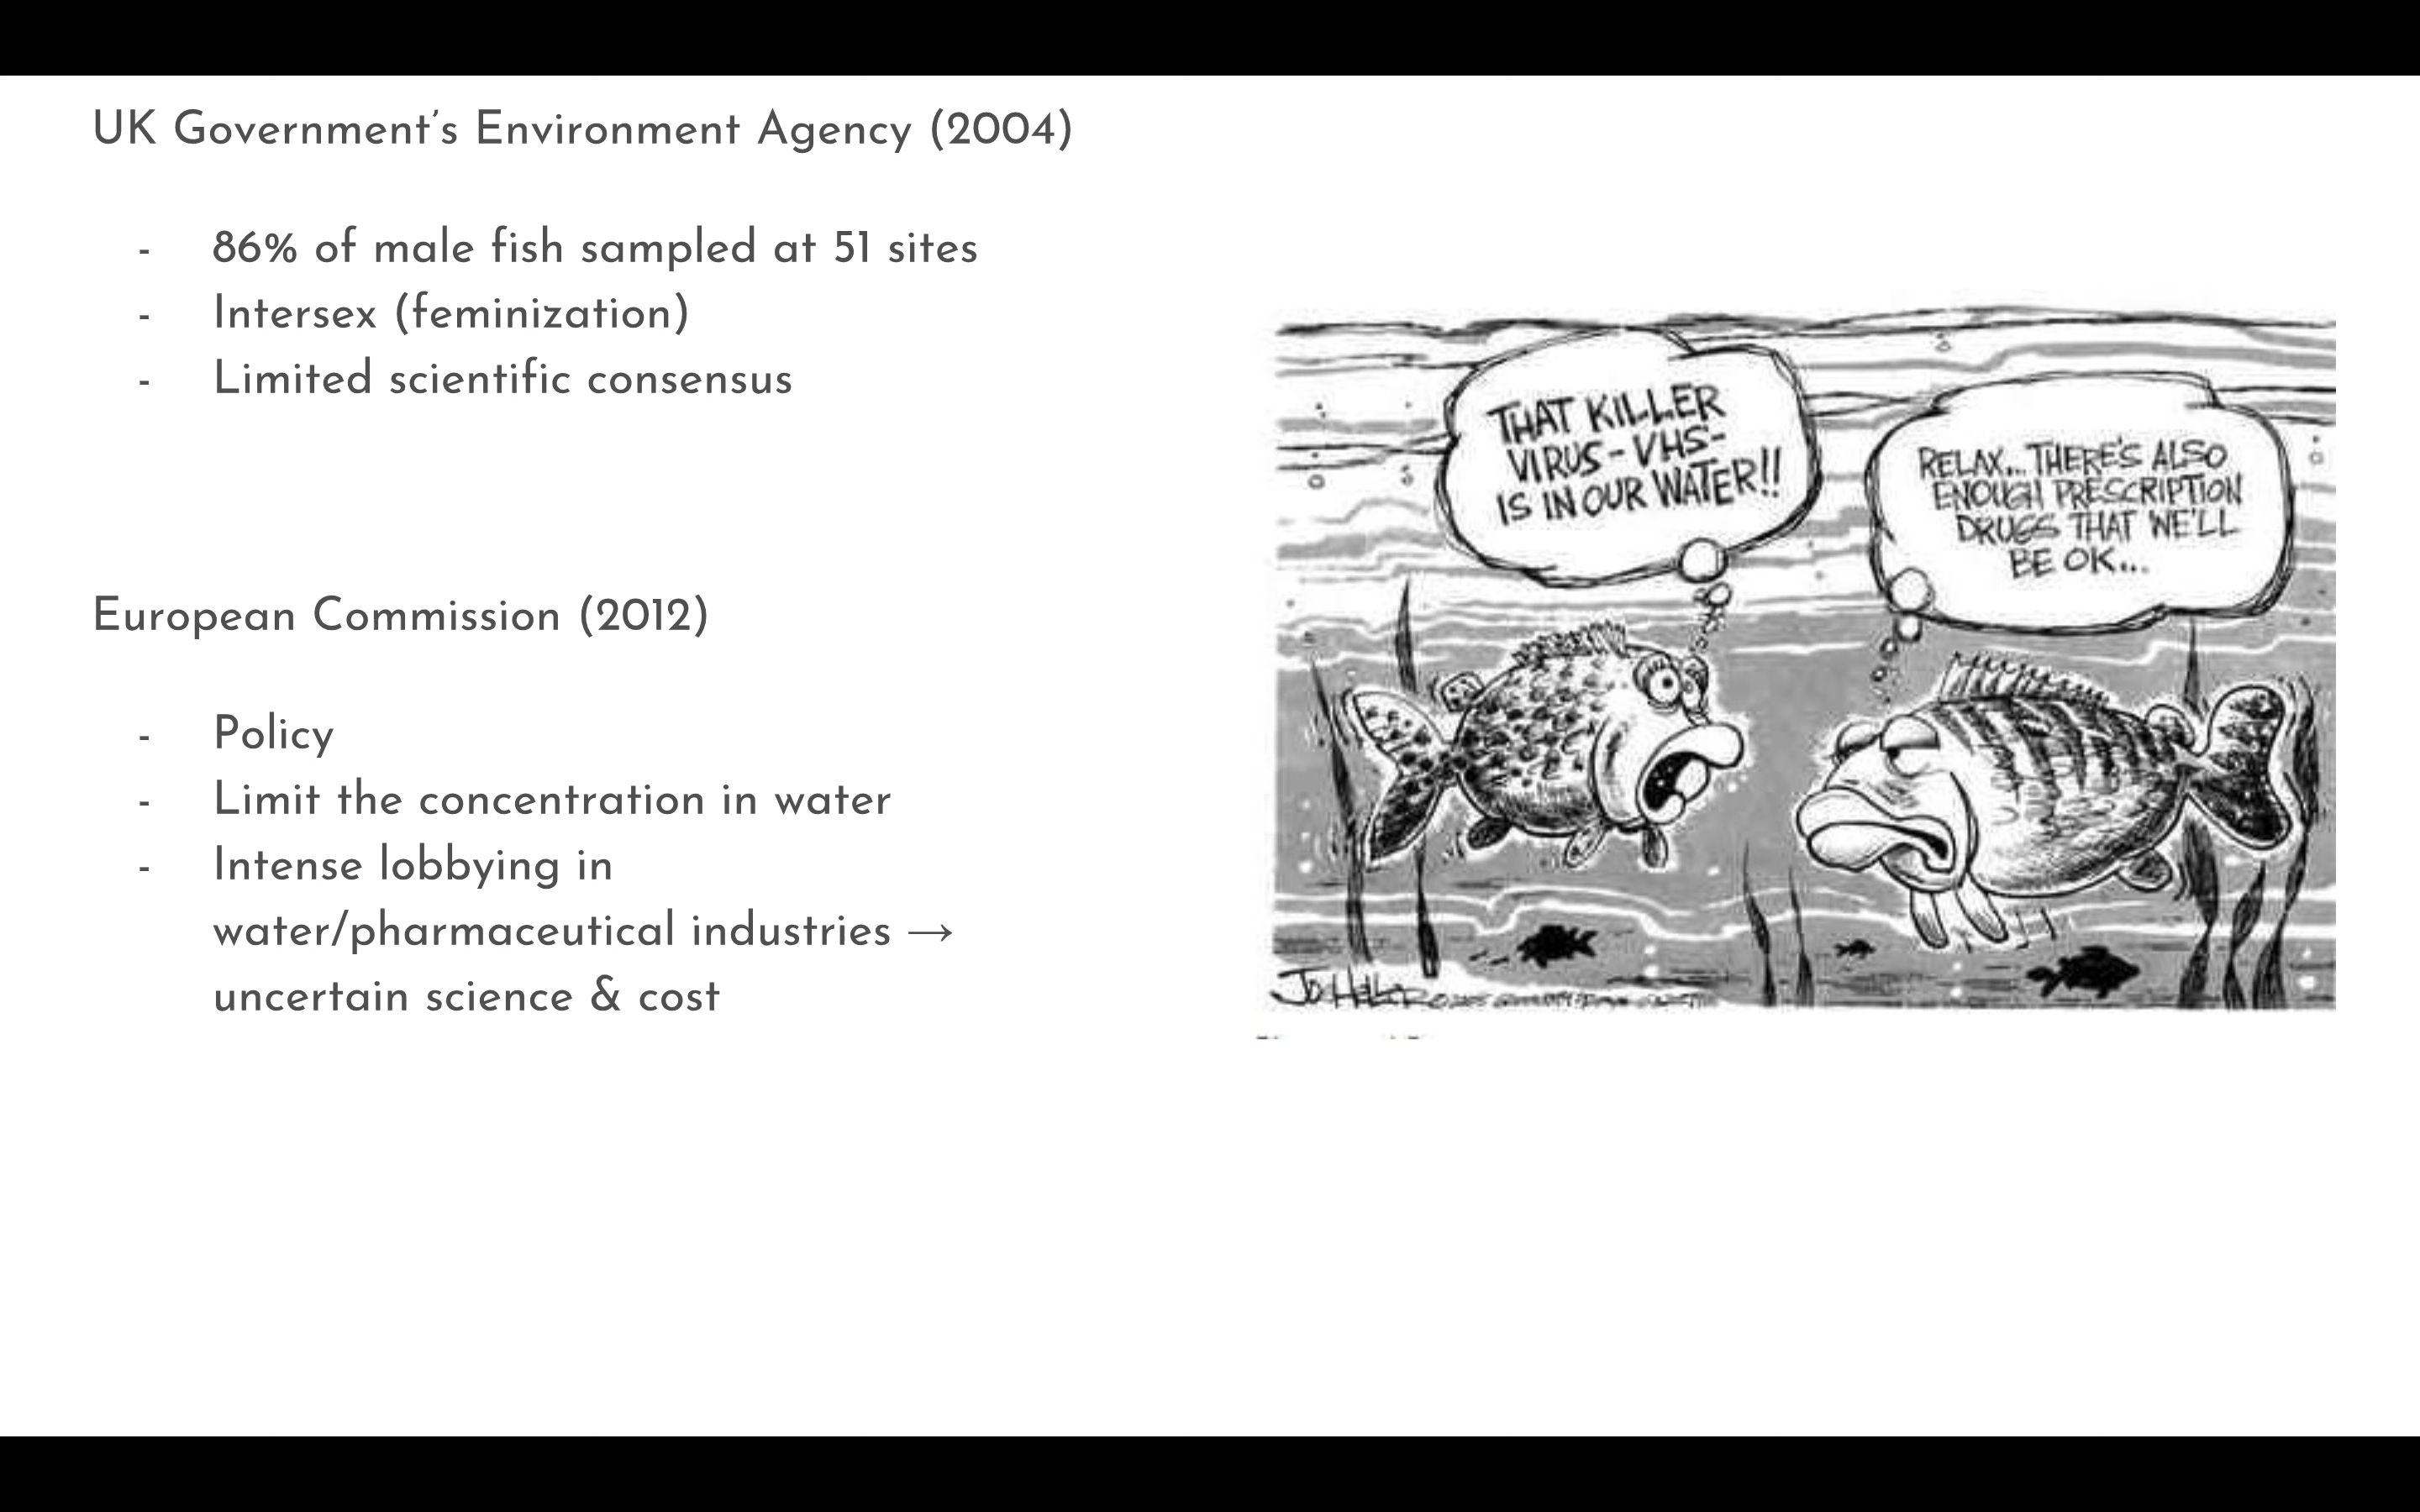 UK Government’s Environment Agency (2004)
- 86% of male fish sampled at 51 sites
- Intersex (feminization)
- Limited scientific consensus
European Commission (2012)
- Policy
- Limit the concentration in water
- Intense lobbying in
water/pharmaceutical industries →
uncertain science & cost
THAT KILLER
VIRUS-VHS-
IS IN OUR WATER!!
RELAX... THERE'S ALSO
ENOUGH PRESCRIPTION
DRUGS THAT WE'LL
BE OK...
Joe Heller